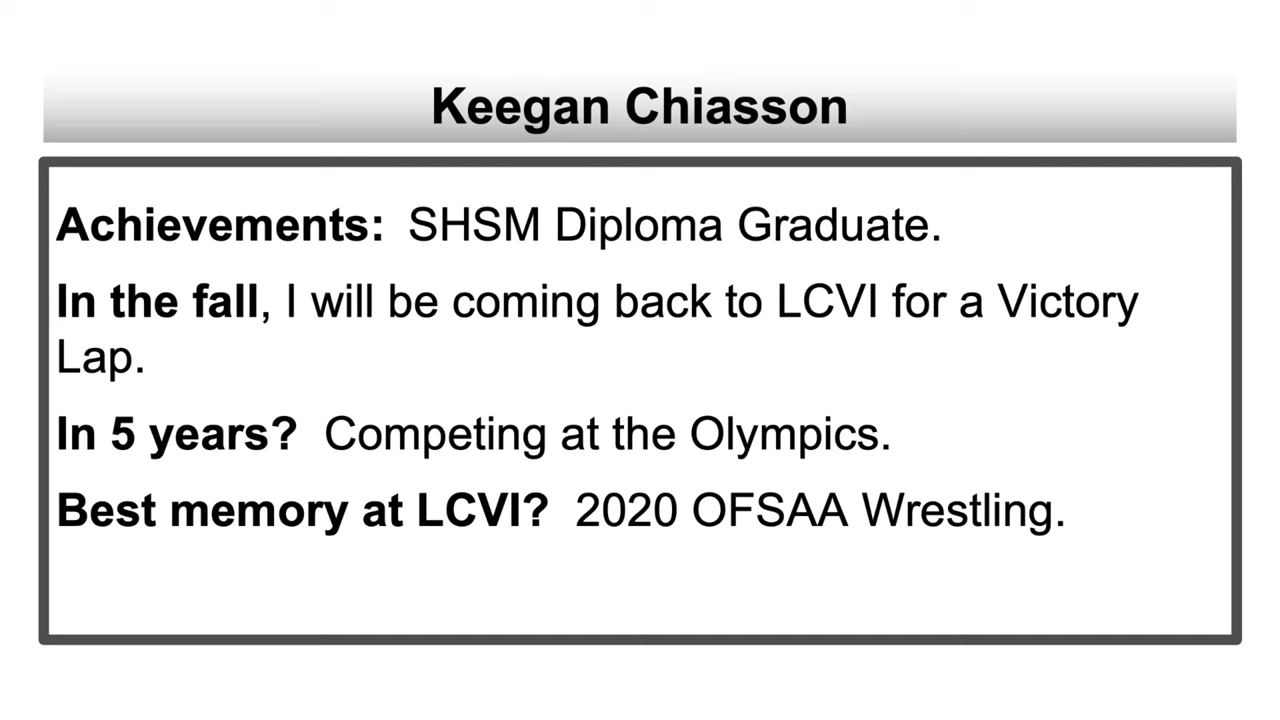 Keegan Chiasson
Achievements: SHSM Diploma Graduate.
In the fall, I will be coming back to LCVI for a Victory
Lap.
In 5 years? Competing at the Olympics.
Best memory at LCVI? 2020 OFSAA Wrestling.